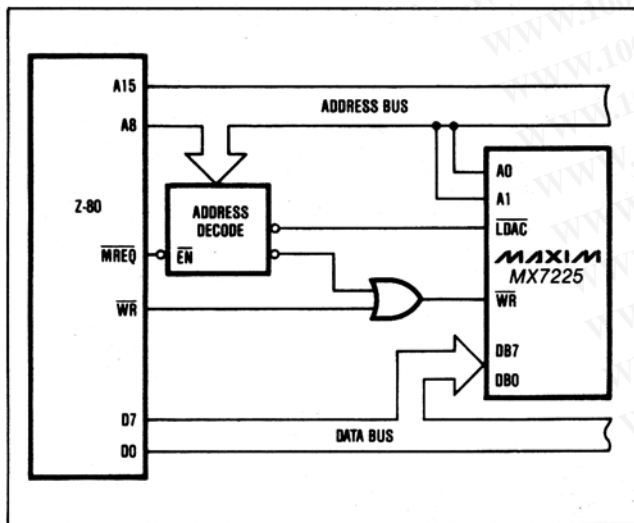 A15
ADDRESS BUS
A8
A0
Z-80
ADDRESS
DECODE
A1
LDAC
MREQ
EN
MAXIM
MX7225
WR
WR
DB7
DB0
D7
DATA BUS
D0